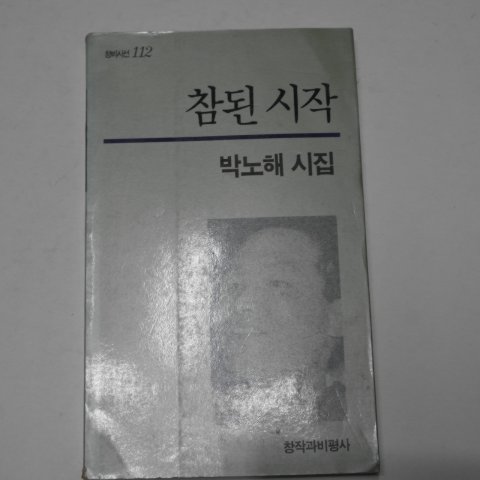 창비시선 112
참된 시작
박노해 시집
창작과비평사